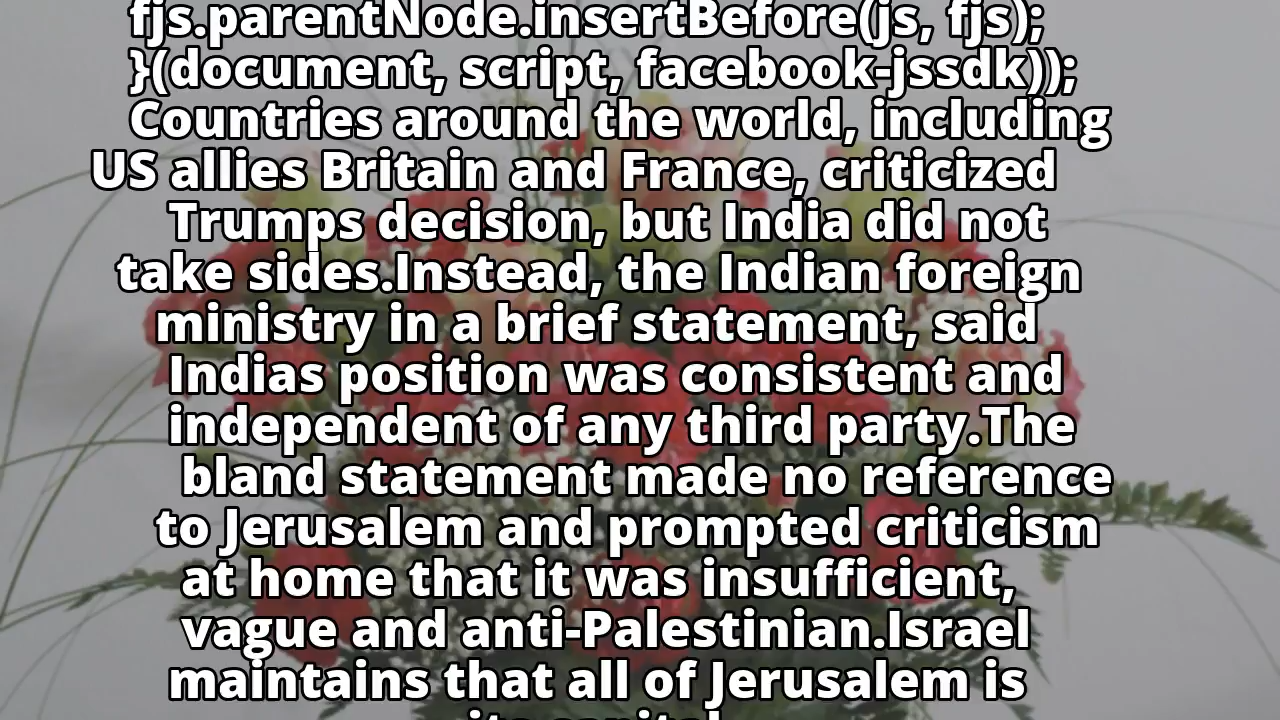 fjs.parentNode.insertBefore(js, fjs);
}(document, script, facebook-jssdk));
Countries around the world, including
US allies Britain and France, criticized
Trumps decision, but India did not
take sides.Instead, the Indian foreign
ministry in a brief statement, said
Indias position was consistent and
independent of any third party.The
bland statement made no reference
to Jerusalem and prompted criticism
at home that it was insufficient,
vague and anti-Palestinian.Israel
maintains that all of Jerusalem is
its capital